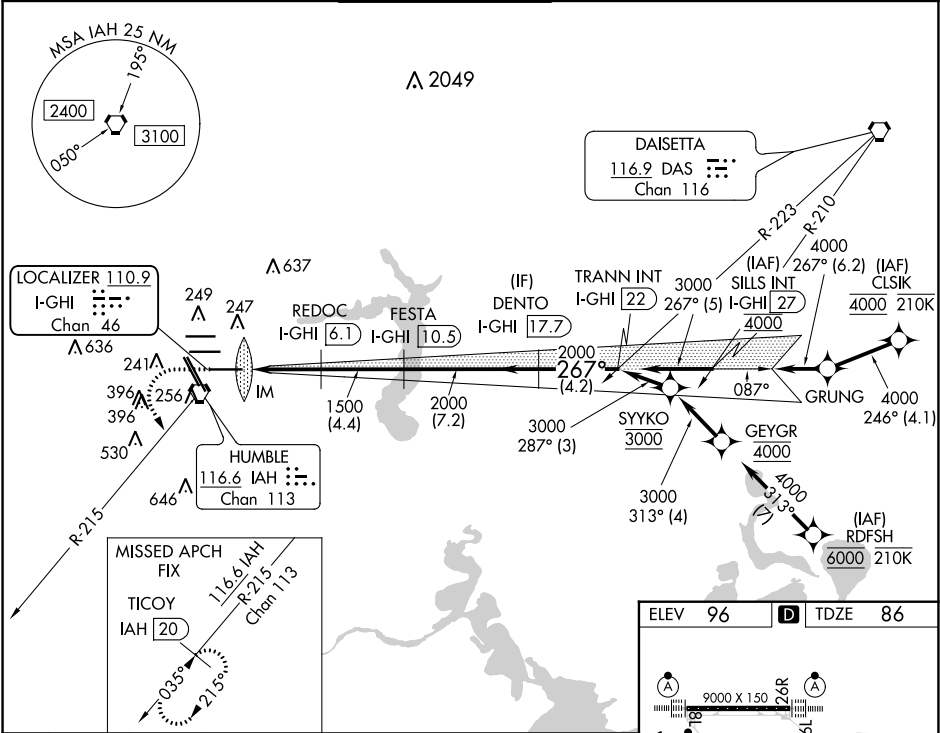 MSA IAH 25 NM
195°
2400
3100
050°
2049
DAISETTA
116.9 DAS
Chan 116
R-223
R-210
LOCALIZER 110.9
I-GHI
Chan 46
636
249
247
637
241
396
396
256
530
646
IM
REDOC
I-GHI 6.1
FESTA
I-GHI 10.5
(IF)
DENTO
I-GHI 17.7
TRANN INT
I-GHI 22
3000
267° (5)
(IAF)
SILLS INT
I-GHI 27
4000
4000
267° (6.2)
(IAF)
CLSIK
4000 210K
2000
267°
(4.2)
087°
GRUNG
4000
246° (4.1)
1500
(4.4)
2000
(7.2)
3000
287° (3)
SYYKO
3000
GEYGR
4000
3000
313° (4)
4000
313°
(7)
(IAF)
RDFSH
6000 210K
HUMBLE
116.6 IAH
Chan 113
R-215
MISSED APCH
FIX
116.6 IAH
R-215
Chan 113
TICOY
IAH 20
035°
215°
ELEV 96 D TDZE 86
A
A
9000 X 150
26R